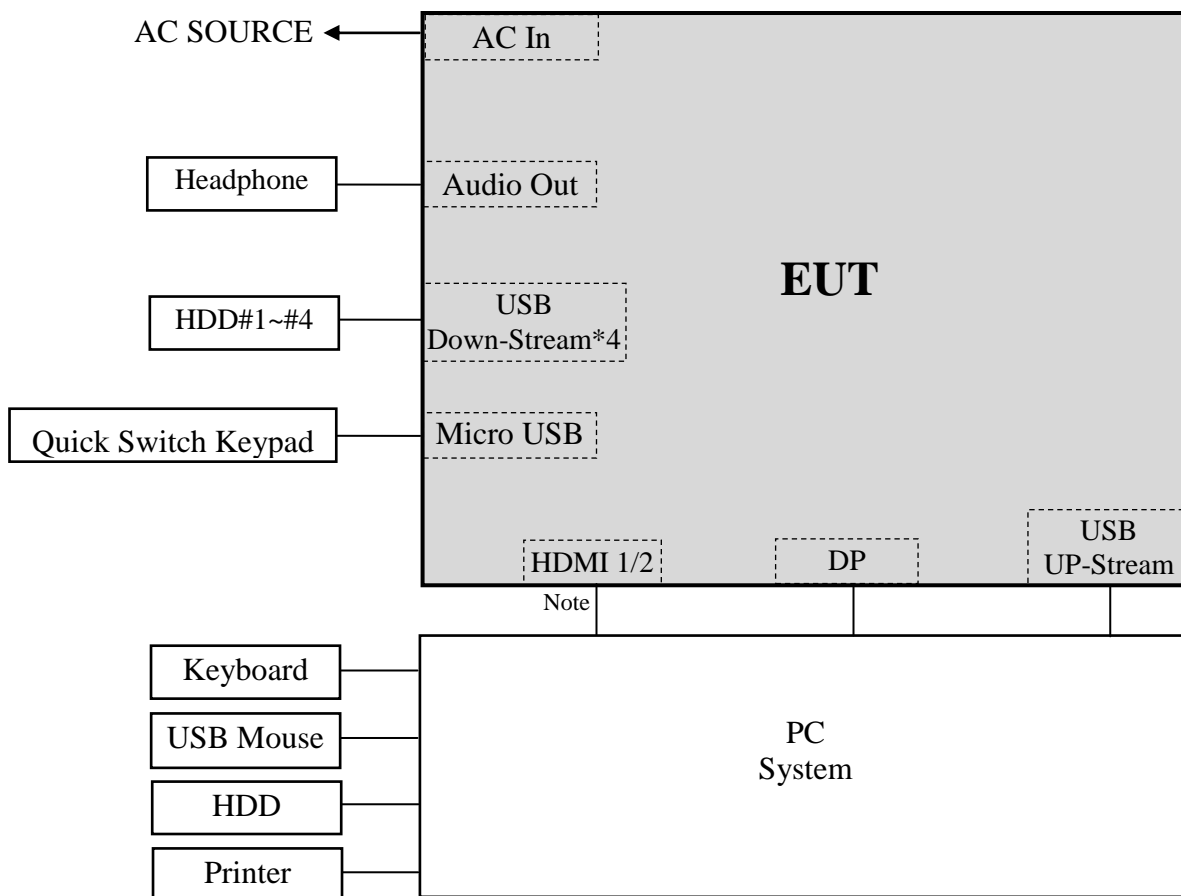 AC SOURCE
AC In
Headphone
Audio Out
EUT
HDD#1~#4
USB
Down-Stream*4
Quick Switch Keypad
Micro USB
HDMI 1/2
DP
USB
UP-Stream
Note
Keyboard
USB Mouse
HDD
Printer
PC
System